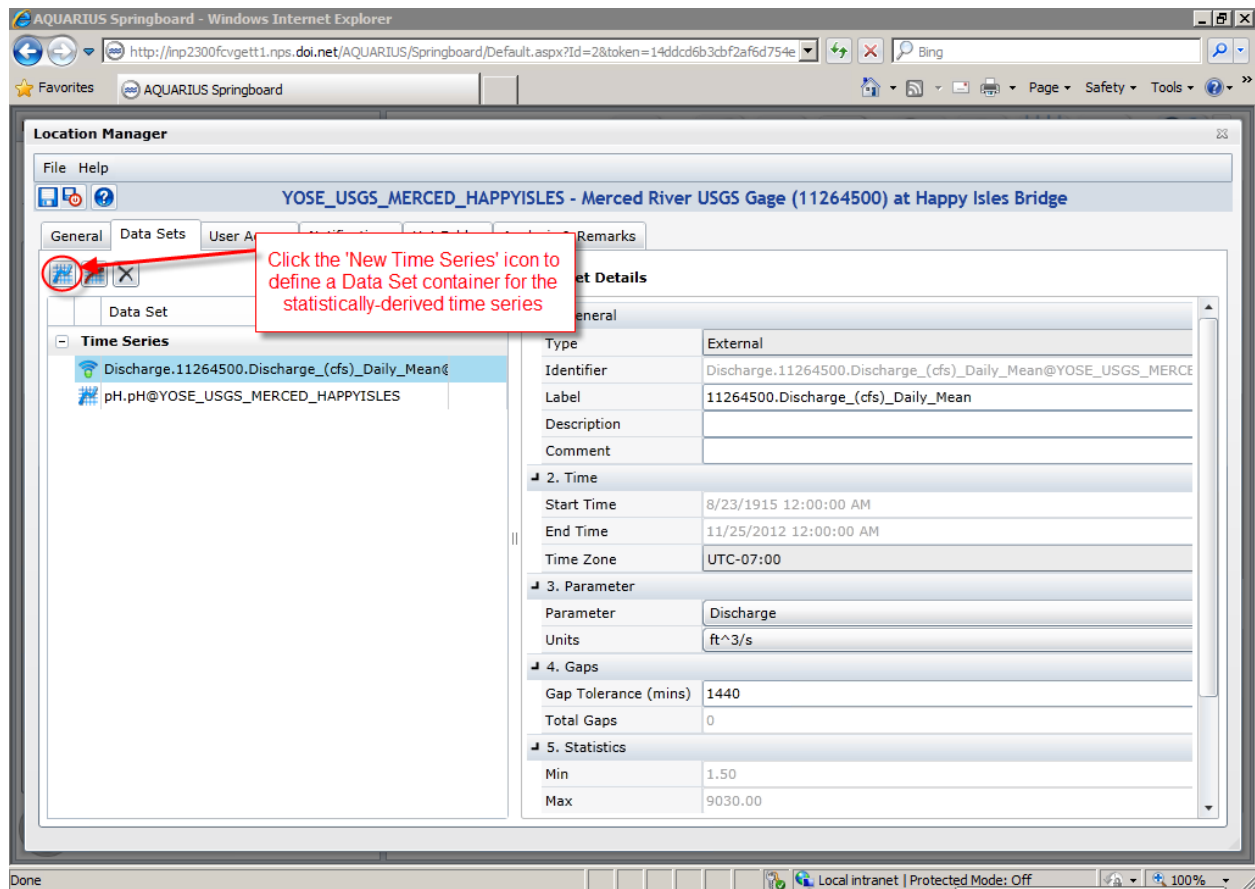 AQUARIUS Springboard - Windows Internet Explorer
http://inp2300fcvgett1.nps.doi.net/AQUARIUS/Springboard/Default.aspx?Id=2&token=14ddcd6b3cbf2af6d754e
Bing
Favorites AQUARIUS Springboard
Page Safety Tools
Location Manager
File Help
YOSE_USGS_MERCED_HAPPYISLES - Merced River USGS Gage (11264500) at Happy Isles Bridge
General Data Sets User A Remarks
Click the 'New Time Series' icon to
define a Data Set container for the
statistically-derived time series
et Details
Data Set
eneral
Time Series
Type External
Discharge.11264500.Discharge_(cfs)_Daily_Mean@
Identifier Discharge.11264500.Discharge_(cfs)_Daily_Mean@YOSE_USGS_MERCE
pH.pH@YOSE_USGS_MERCED_HAPPYISLES
Label 11264500.Discharge_(cfs)_Daily_Mean
Description
Comment
2. Time
Start Time 8/23/1915 12:00:00 AM
End Time 11/25/2012 12:00:00 AM
Time Zone UTC-07:00
3. Parameter
Parameter Discharge
Units ft^3/s
4. Gaps
Gap Tolerance (mins) 1440
Total Gaps 0
5. Statistics
Min 1.50
Max 9030.00
Done Local intranet | Protected Mode: Off 100%